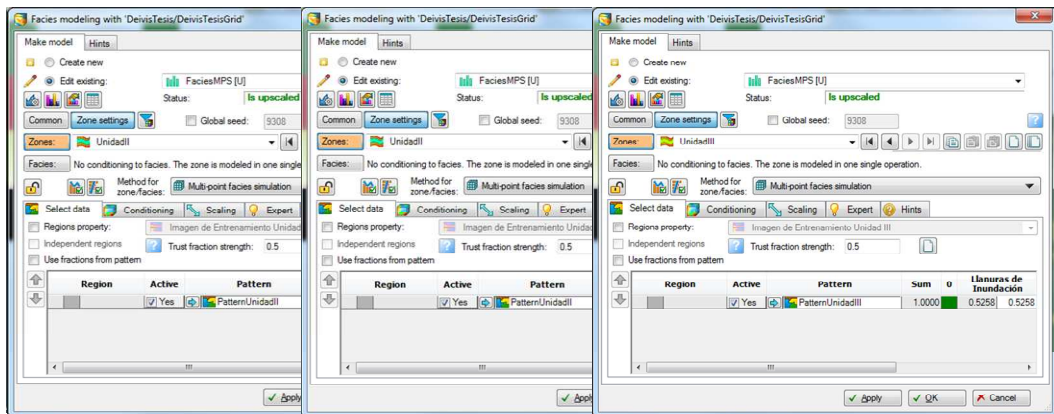 Facies modeling with 'DeivisTesis/DeivisTesisGrid'
Make model Hints
Create new
Edit existing: FaciesMPS [U]
Status: Is upscaled
Common Zone settings Global seed: 9308
Zones: UnidadII
Facies: No conditioning to facies. The zone is modeled in one single
Method for zone/facies: Multi-point facies simulation
Select data Conditioning Scaling Expert
Regions property: Imagen de Entrenamiento Unidad
Independent regions Trust fraction strength: 0.5
Use fractions from pattern
Region Active Pattern
Yes PatternUnidadII
Apply
Facies modeling with 'DeivisTesis/DeivisTesisGrid'
Make model Hints
Create new
Edit existing: FaciesMPS [U]
Status: Is upscaled
Common Zone settings Global seed: 9308
Zones: UnidadII
Facies: No conditioning to facies. The zone is modeled in one single
Method for zone/facies: Multi-point facies simulation
Select data Conditioning Scaling Expert
Regions property: Imagen de Entrenamiento Unidad
Independent regions Trust fraction strength: 0.5
Use fractions from pattern
Region Active Pattern
Yes PatternUnidadII
Facies modeling with 'DeivisTesis/DeivisTesisGrid'
Make model Hints
Create new
Edit existing: FaciesMPS [U]
Status: Is upscaled
Common Zone settings Global seed: 9308
Zones: UnidadIII
Facies: No conditioning to facies. The zone is modeled in one single operation.
Method for zone/facies: Multi-point facies simulation
Select data Conditioning Scaling Expert Hints
Regions property: Imagen de Entrenamiento Unidad III
Independent regions Trust fraction strength: 0.5
Use fractions from pattern
Region Active Pattern Sum 0 Llanuras de Inundación
Yes PatternUnidadIII 1.0000 0.5258 0.5258
Apply OK Cancel